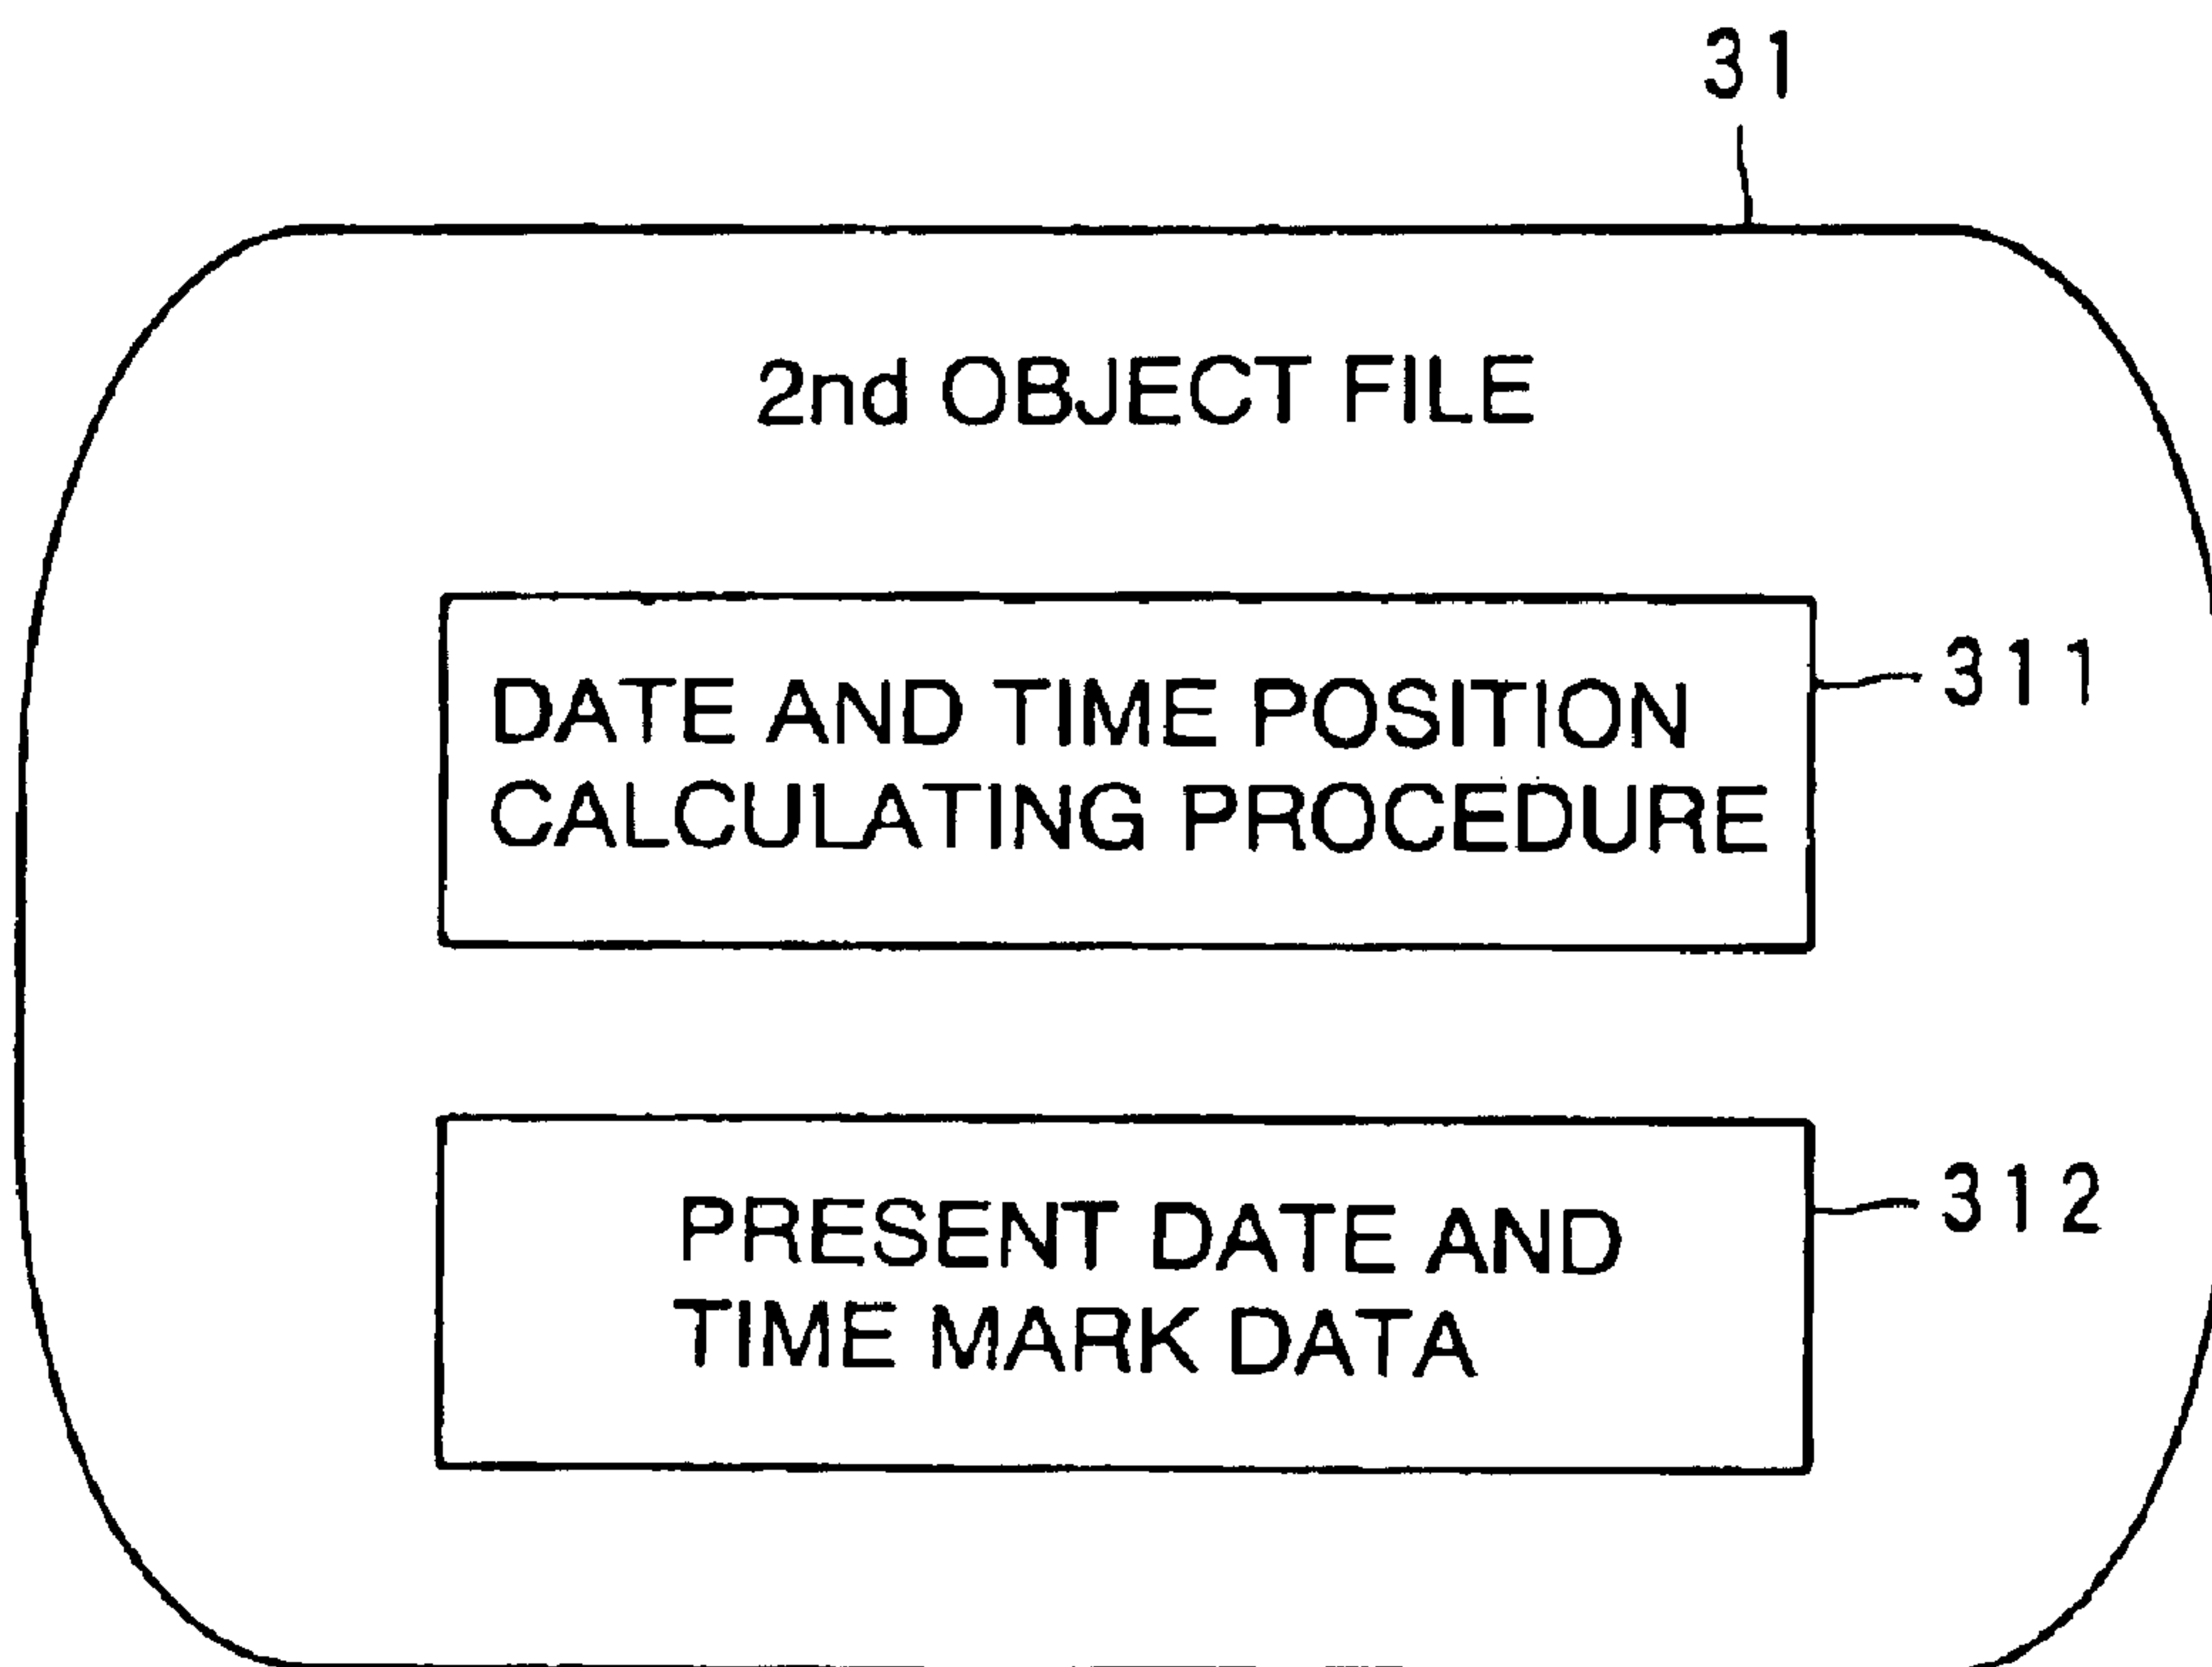 31
2nd OBJECT FILE
DATE AND TIME POSITION
CALCULATING PROCEDURE
311
PRESENT DATE AND
TIME MARK DATA
312